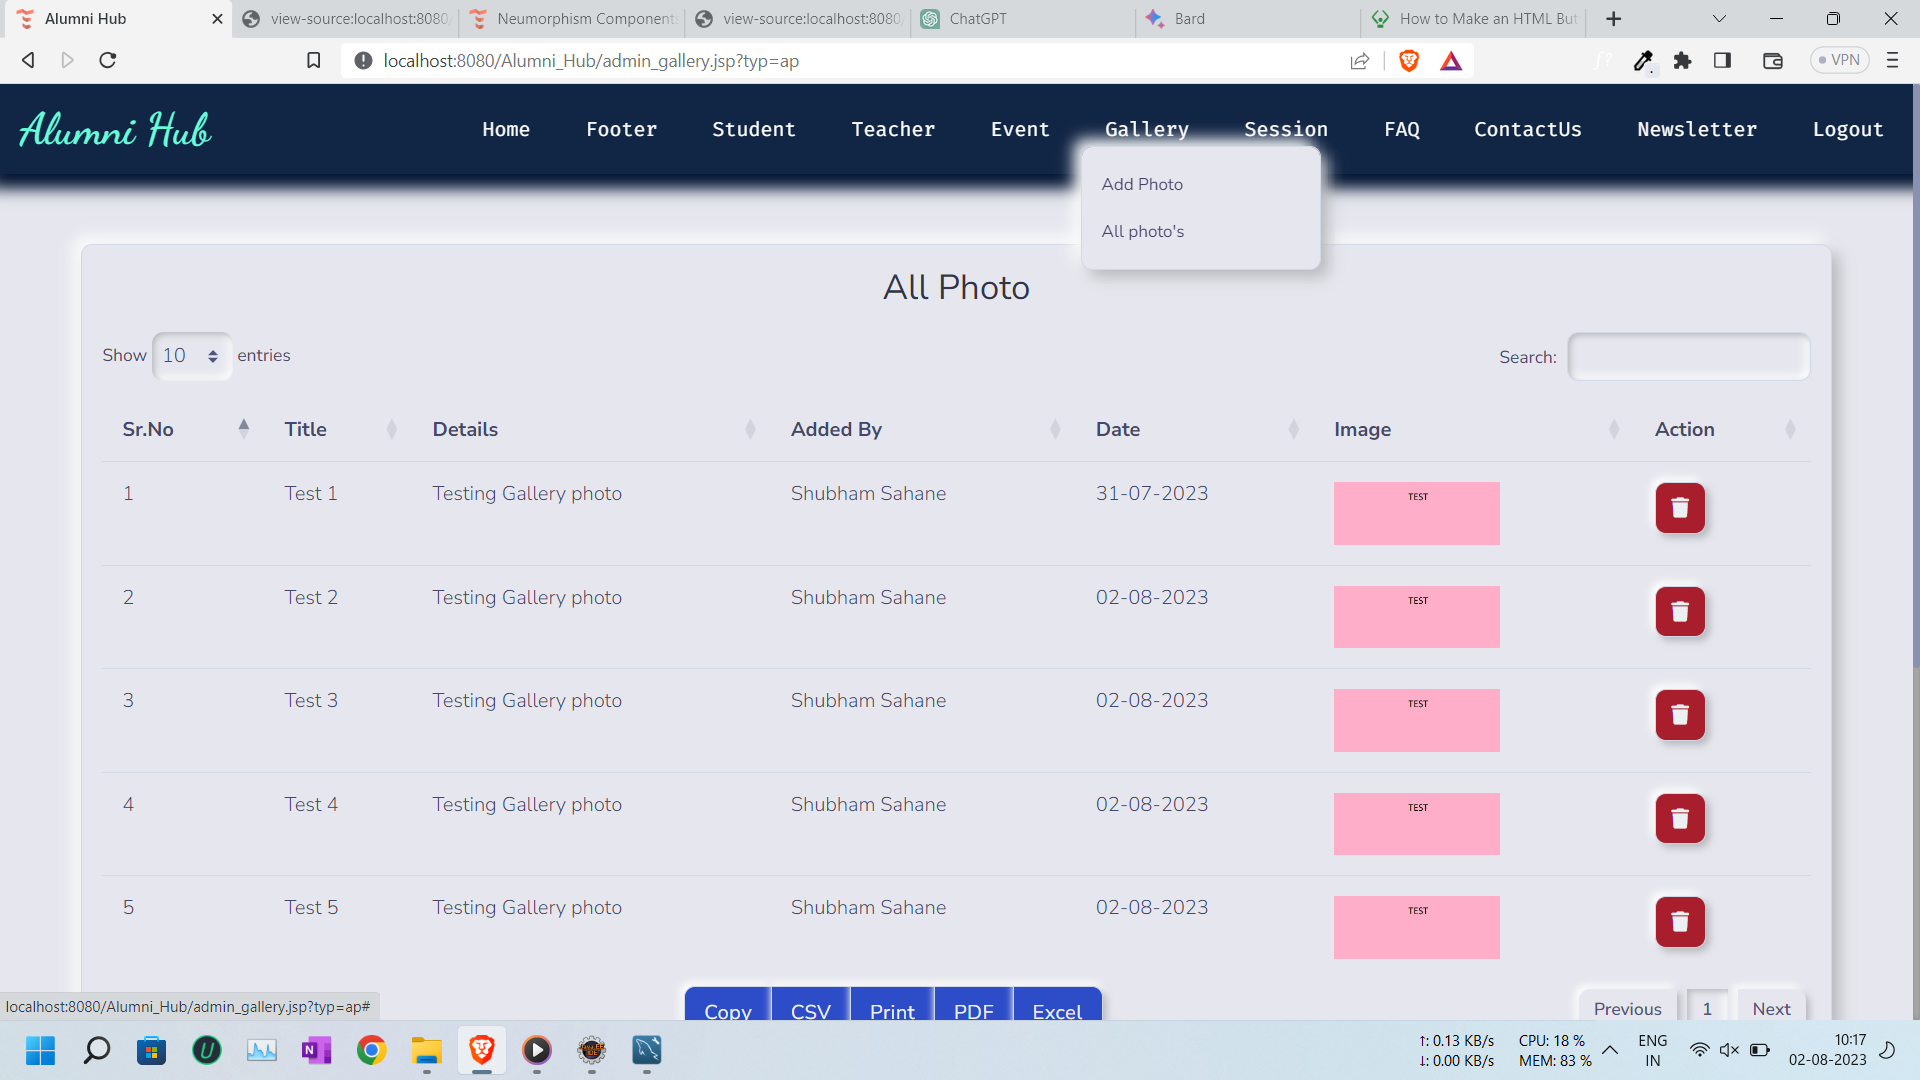 Alumni Hub
view-source:localhost:8080/
Neumorphism Component
view-source:localhost:8080/
ChatGPT
Bard
How to Make an HTML But
localhost:8080/Alumni_Hub/admin_gallery.jsp?typ=ap
VPN
Alumni Hub
Home Footer Student Teacher Event Gallery Session FAQ ContactUs Newsletter Logout
Add Photo
All photo's
All Photo
Show 10 entries
Search:
Sr.No Title Details Added By Date Image Action
1 Test 1 Testing Gallery photo Shubham Sahane 31-07-2023 TEST
2 Test 2 Testing Gallery photo Shubham Sahane 02-08-2023 TEST
3 Test 3 Testing Gallery photo Shubham Sahane 02-08-2023 TEST
4 Test 4 Testing Gallery photo Shubham Sahane 02-08-2023 TEST
5 Test 5 Testing Gallery photo Shubham Sahane 02-08-2023 TEST
Copy CSV Print PDF Excel
Previous 1 Next
localhost:8080/Alumni_Hub/admin_gallery.jsp?typ=ap#
↑: 0.13 KB/s
↓: 0.00 KB/s
CPU: 18 %
MEM: 83 %
ENG
IN
10:17
02-08-2023